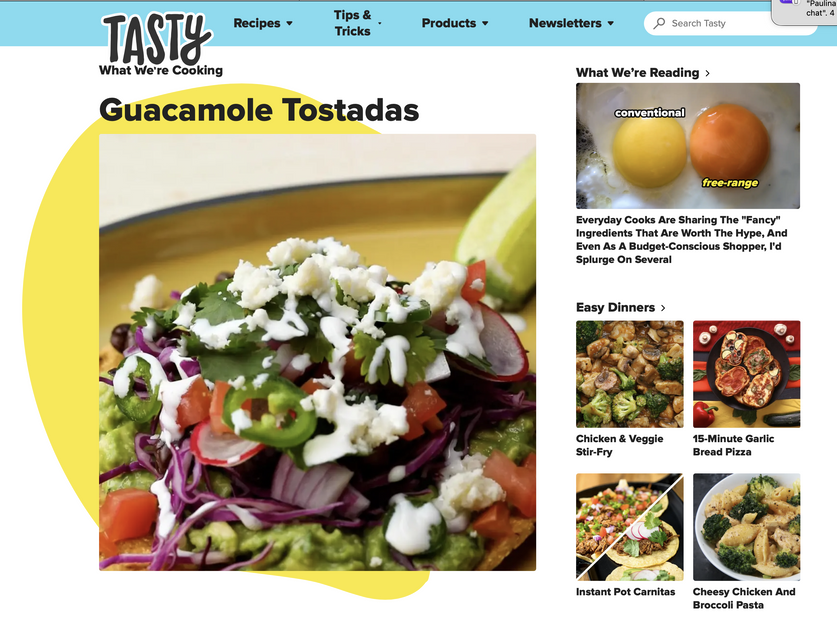 TASTY
Recipes
Tips &
Tricks
Products
Newsletters
Search Tasty
"Paulina
chat". 4
What We're Cooking
Guacamole Tostadas
What We're Reading
conventional
free-range
Everyday Cooks Are Sharing The "Fancy"
Ingredients That Are Worth The Hype, And
Even As A Budget-Conscious Shopper, I'd
Splurge On Several
Easy Dinners
Chicken & Veggie
Stir-Fry
15-Minute Garlic
Bread Pizza
Instant Pot Carnitas
Cheesy Chicken And
Broccoli Pasta